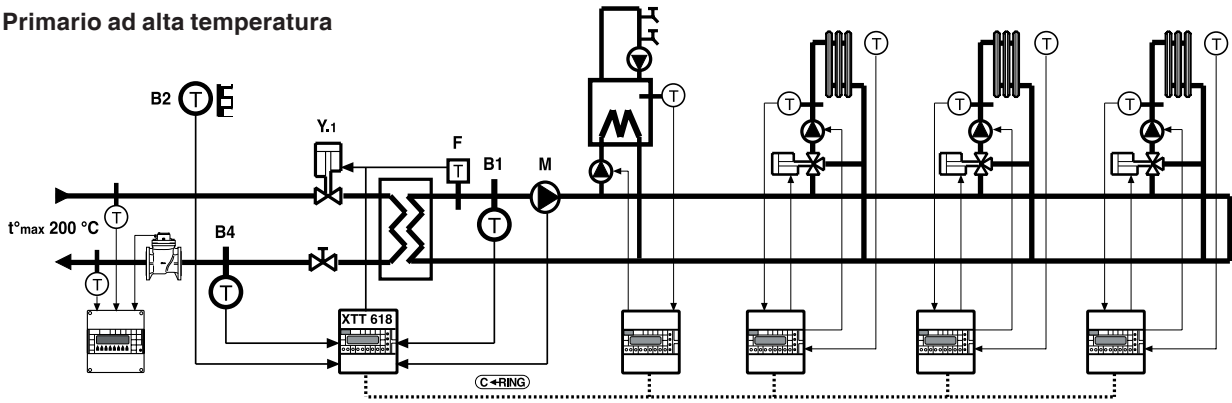 Primario ad alta temperatura
B2 T
Y.1
F
T
B1
M
T
T T
T T
T T
t°max 200 °C
T
B4
T
T
T
XTT 618
C◄RING